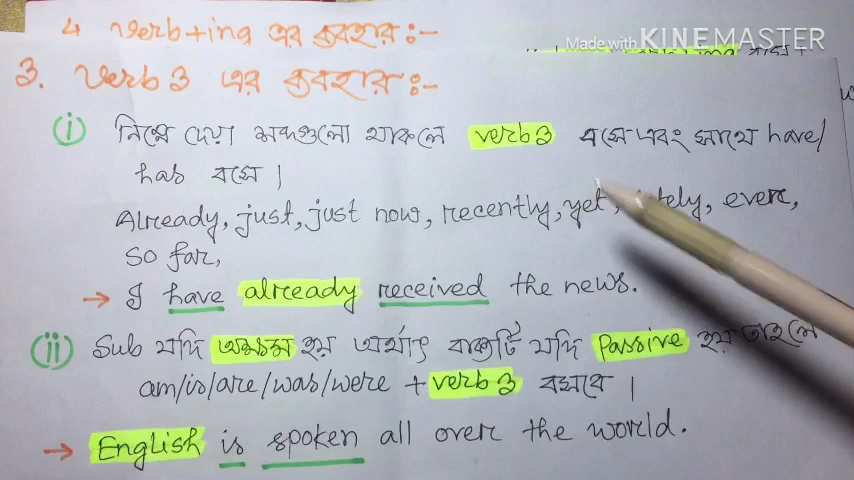 4 verb+ing এর ব্যবহার :-
Made with KINEMASTER
3. verb 3 এর ব্যবহার :-
(i) নিম্নে দেয়া শব্দগুলো থাকলে verb 3 বসে এবং সাথে have/
has বসে।
Already, just, just now, recently, yet, lately, ever,
so far,
→ I have already received the news.
(ii) Sub যদি অক্ষম হয় অর্থাৎ বাক্যটি যদি Passive হয় তাহলে
am/is/are/was/were + verb 3 বসবে।
→ English is spoken all over the world.